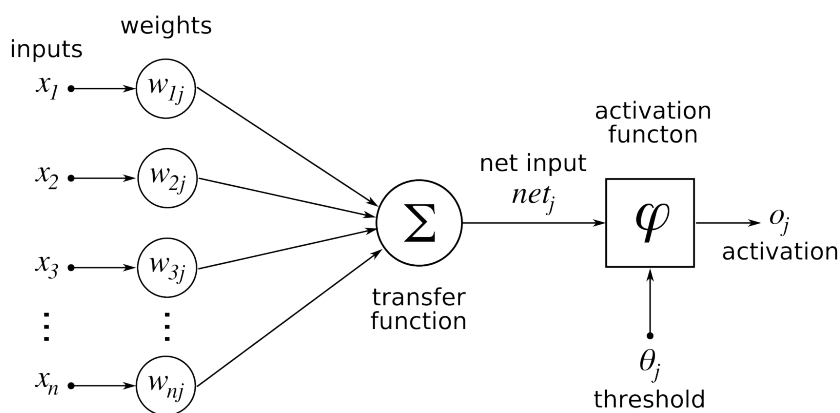 weights
inputs
x1
w1j
x2
w2j
x3
w3j
xn
wnj
Σ
transfer
function
net input
netj
activation
functon
φ
oj
activation
θj
threshold